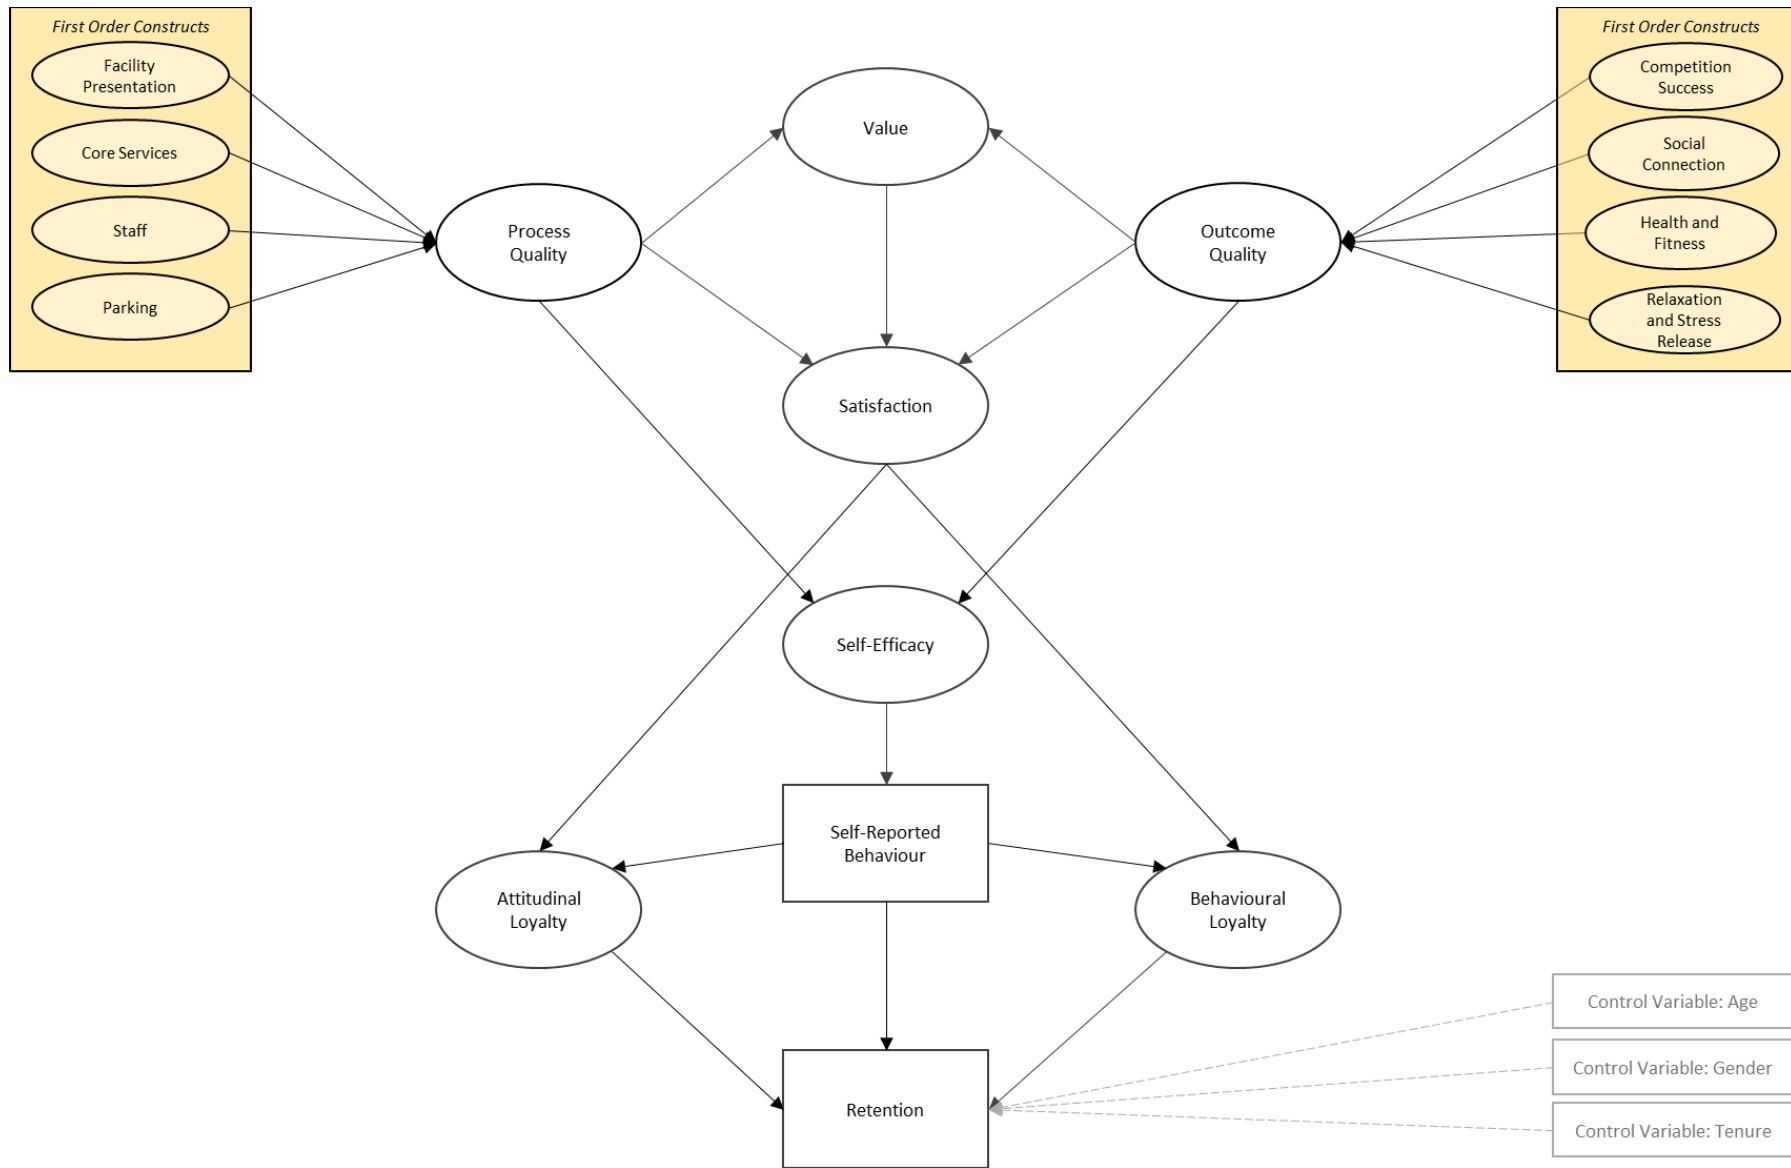 First Order Constructs
Facility
Presentation
Core Services
Staff
Parking
Process
Quality
Value
Satisfaction
Outcome
Quality
First Order Constructs
Competition
Success
Social
Connection
Health and
Fitness
Relaxation
and Stress
Release
Self-Efficacy
Self-Reported
Behaviour
Attitudinal
Loyalty
Behavioural
Loyalty
Retention
Control Variable: Age
Control Variable: Gender
Control Variable: Tenure